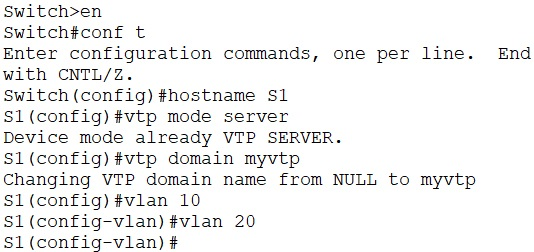 Switch>en
Switch#conf t
Enter configuration commands, one per line.  End
with CNTL/Z.
Switch(config)#hostname S1
S1(config)#vtp mode server
Device mode already VTP SERVER.
S1(config)#vtp domain myvtp
Changing VTP domain name from NULL to myvtp
S1(config)#vlan 10
S1(config-vlan)#vlan 20
S1(config-vlan)#